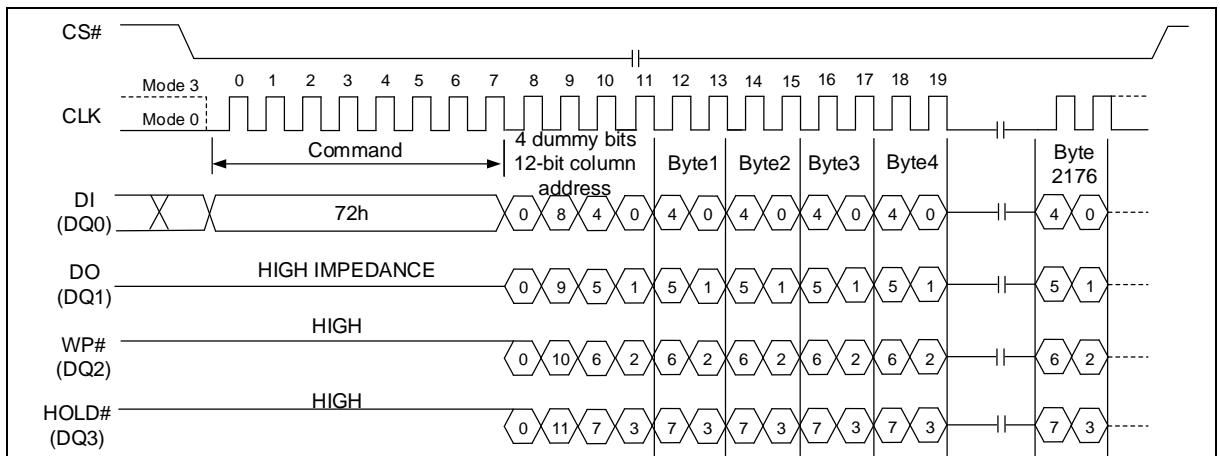 CS#
Mode 3
0 1 2 3 4 5 6 7 8 9 10 11 12 13 14 15 16 17 18 19
CLK
Mode 0
Command
4 dummy bits
12-bit column
address
Byte1 Byte2 Byte3 Byte4
Byte
2176
DI
(DQ0)
72h
0 8 4 0 4 0 4 0 4 0 4 0 4 0
DO
(DQ1)
HIGH IMPEDANCE
0 9 5 1 5 1 5 1 5 1 5 1 5 1
HIGH
WP#
(DQ2)
0 10 6 2 6 2 6 2 6 2 6 2 6 2
HIGH
HOLD#
(DQ3)
0 11 7 3 7 3 7 3 7 3 7 3 7 3